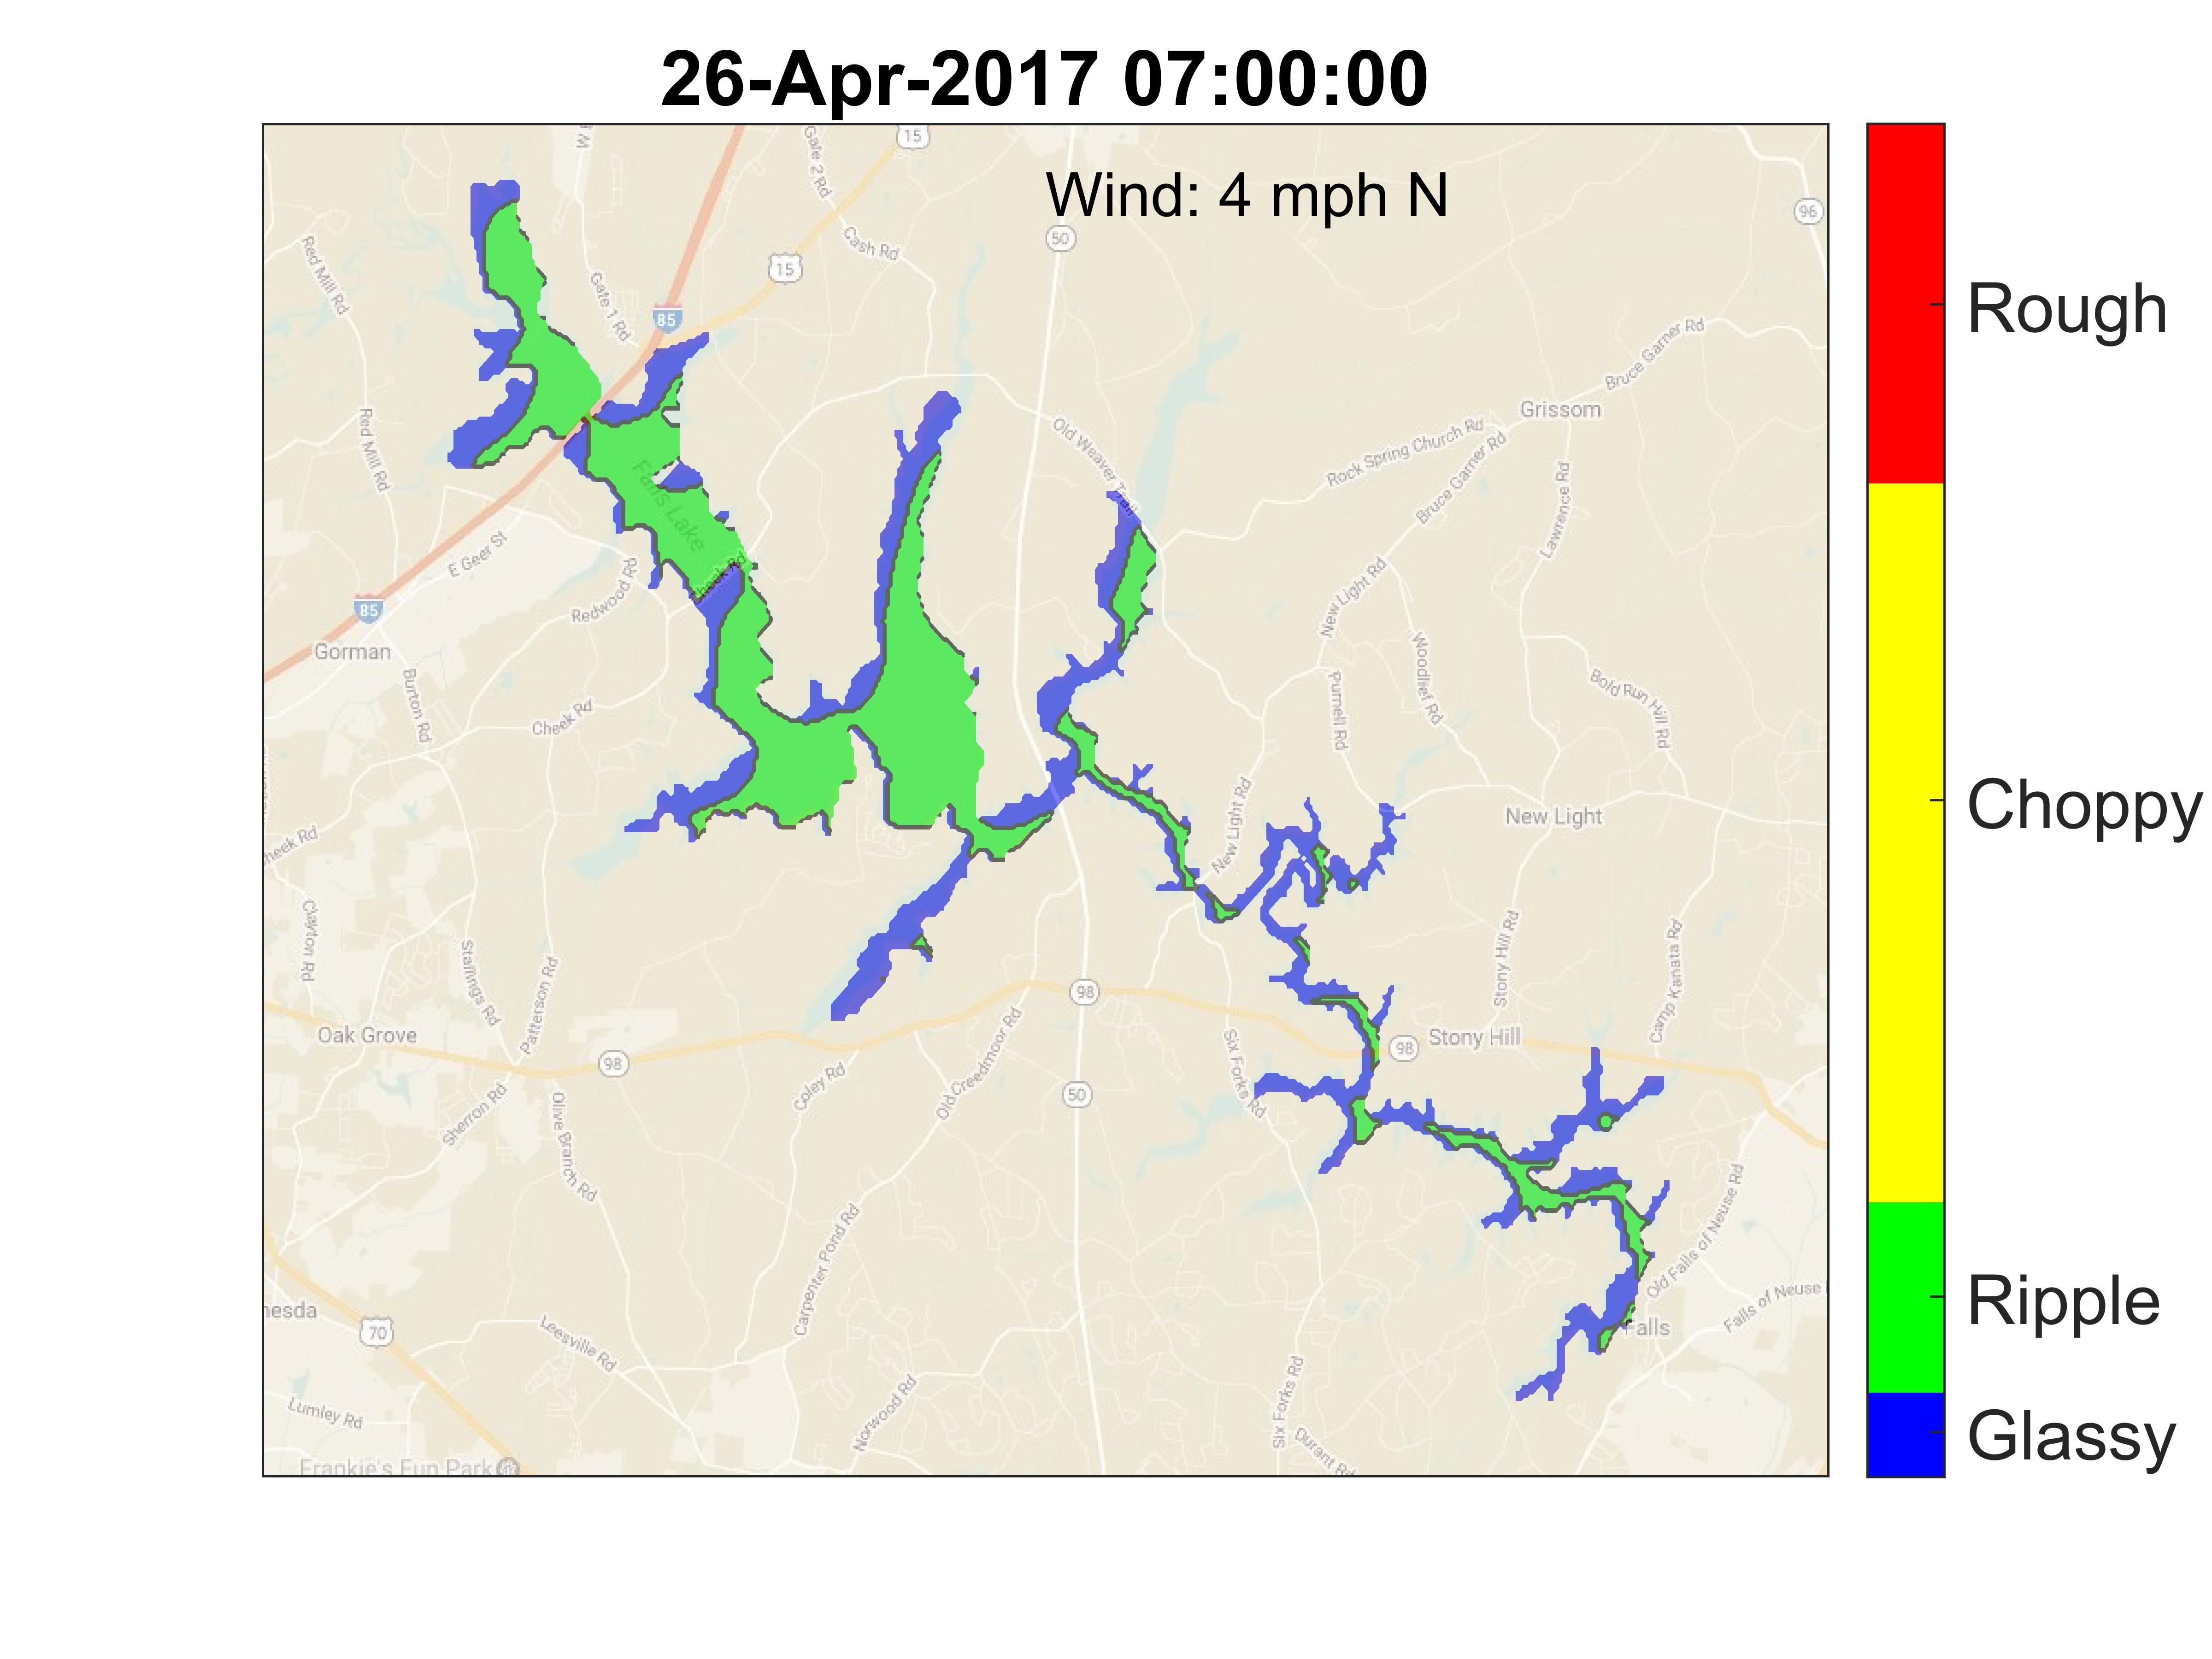 26-Apr-2017 07:00:00
Wind: 4 mph N
15
Gate 2 Rd
96
Cash Rd
50
Red Mill Rd
15
Gate 1 Rd
85
Bruce Garner Rd
Grissom
Red Mill Rd
Old Weaver Trail
Rock Spring Church Rd
Bruce Garner Rd
Falls Lake
Lawrence Rd
E Geer St
Redwood Rd
New Light Rd
85
Gorman
Burton Rd
Cheek Rd
Purnell Rd
Woodlief Rd
Bold Run Hill Rd
New Light Rd
New Light
heek Rd
Clayton Rd
Stallings Rd
Patterson Rd
Stony Hill Rd
Camp Kanata Rd
98
Oak Grove
98
Coley Rd
Old Creedmoor Rd
50
Six Forks Rd
98
Stony Hill
Sherron Rd
Olive Branch Rd
Carpenter Pond Rd
Old Falls of Neuse Rd
Falls of Neuse
Falls
nesda
70
Leesville Rd
Lumley Rd
Norwood Rd
Six Forks Rd
Durant Rd
Frankie's Fun Park
Rough
Choppy
Ripple
Glassy